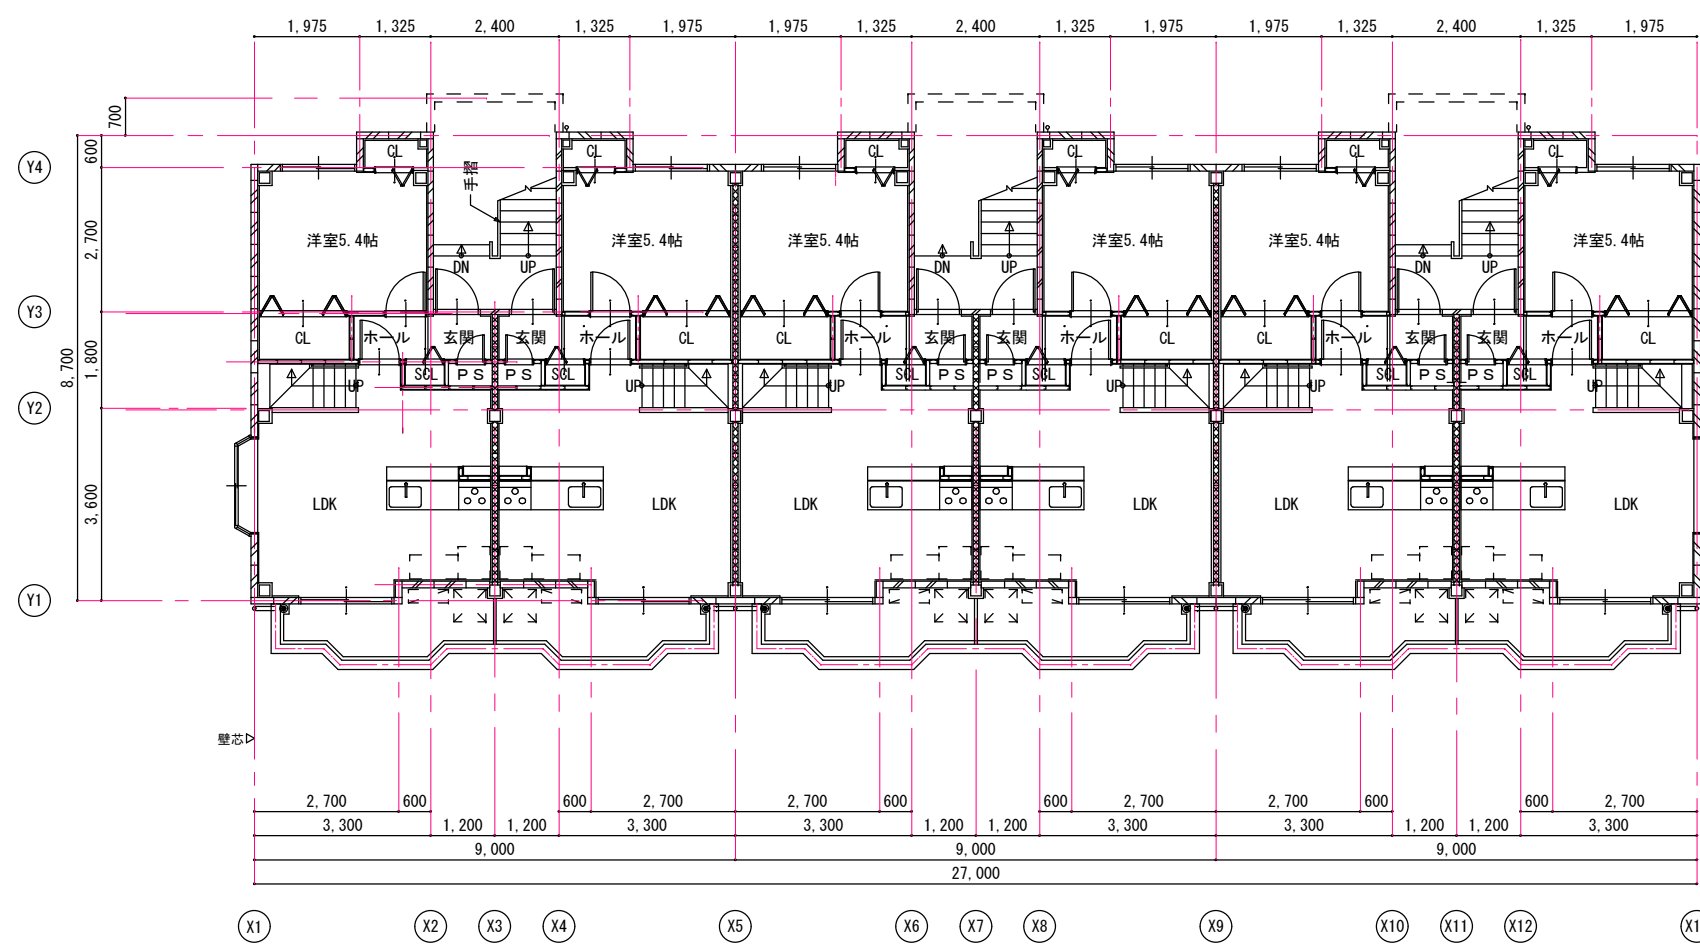 1,975 1,325 2,400 1,325 1,975 1,975 1,325 2,400 1,325 1,975 1,975 1,325 2,400 1,325 1,975
700
600
CL CL CL CL CL CL
Y4
手摺
2,700
洋室5.4帖 洋室5.4帖 洋室5.4帖 洋室5.4帖 洋室5.4帖 洋室5.4帖
DN UP DN UP DN UP
Y3
CL ホール 玄関 玄関 ホール CL CL ホール 玄関 玄関 ホール CL CL ホール 玄関 玄関 ホール CL
8,700
1,800
SCL PS PS SCL SCL PS PS SCL SCL PS PS SCL
UP UP UP UP UP UP
Y2
3,600
LDK LDK LDK LDK LDK LDK
Y1
壁芯
2,700 600 600 2,700 2,700 600 600 2,700 2,700 600 600 2,700
3,300 1,200 1,200 3,300 3,300 1,200 1,200 3,300 3,300 1,200 1,200 3,300
9,000 9,000 9,000
27,000
X1 X2 X3 X4 X5 X6 X7 X8 X9 X10 X11 X12